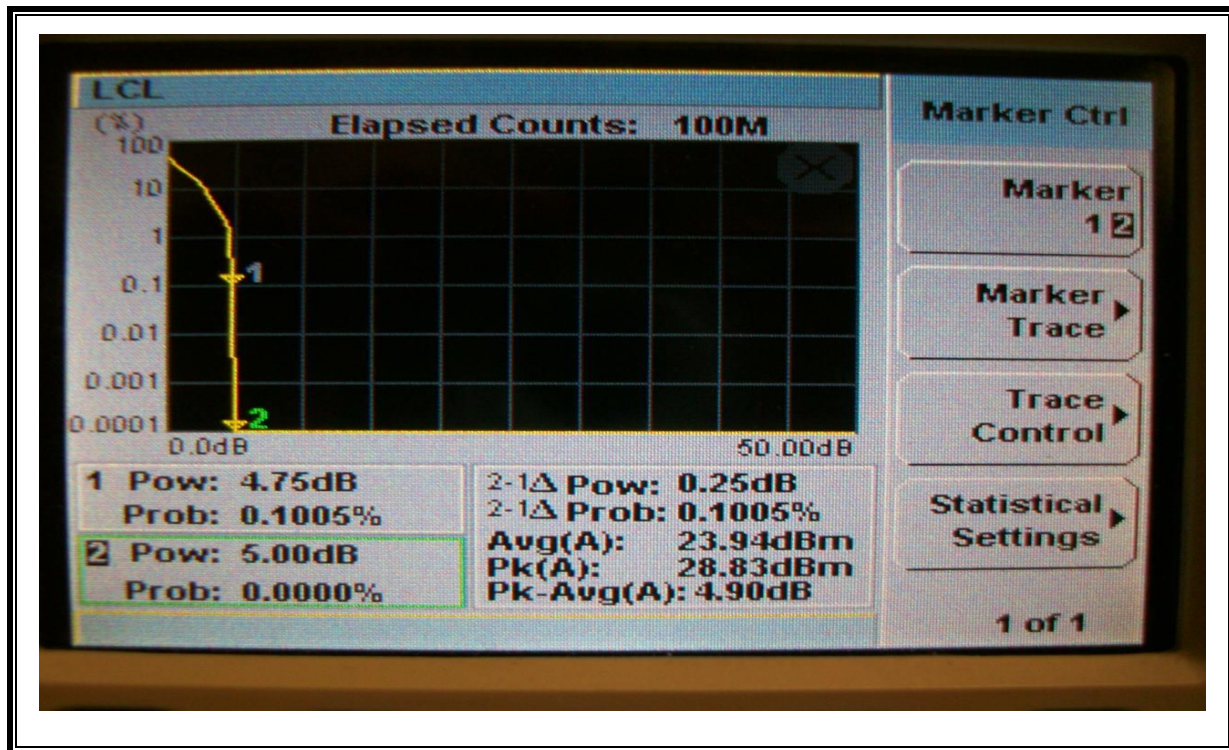 LCL
(%)
Elapsed Counts: 100M
100
10
1
0.1
0.01
0.001
0.0001
1
2
0.0dB
50.00dB
1 Pow: 4.75dB
Prob: 0.1005%
2 Pow: 5.00dB
Prob: 0.0000%
2-1Δ Pow: 0.25dB
2-1Δ Prob: 0.1005%
Avg(A): 23.94dBm
Pk(A): 28.83dBm
Pk-Avg(A): 4.90dB
Marker Ctrl
Marker
1 2
Marker
Trace
Trace
Control
Statistical
Settings
1 of 1